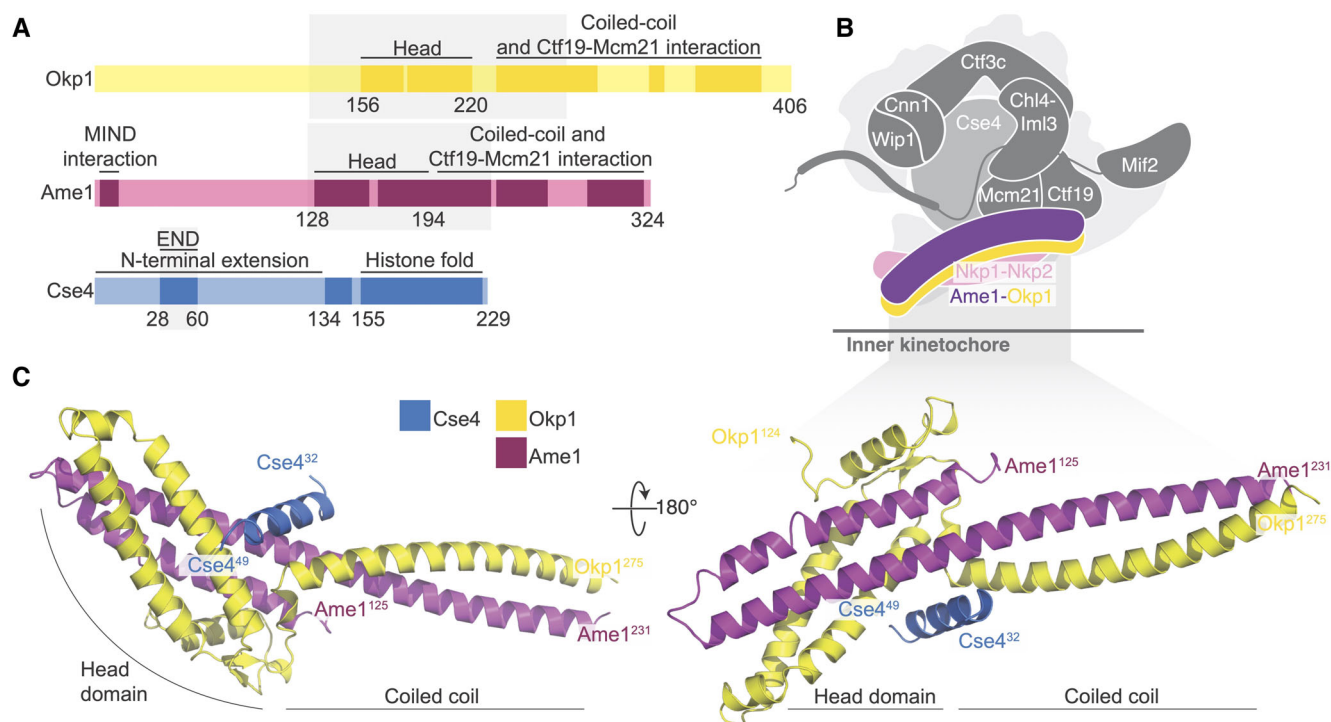 A
Coiled-coil
Head
and Ctf19-Mcm21 interaction
Okp1
156
220
406
MIND
interaction
Head
Coiled-coil and
Ctf19-Mcm21 interaction
Ame1
128
194
324
END
N-terminal extension
Histone fold
Cse4
28
60
134
155
229
B
Ctf3c
Cnn1
Wip1
Cse4
Chl4-
Iml3
Mif2
Mcm21
Ctf19
Nkp1-Nkp2
Ame1-Okp1
Inner kinetochore
C
Cse4
Okp1
Ame1
Cse4³²
Cse4⁴⁹
Okp1²⁷⁵
Ame1¹²⁵
Ame1²³¹
Head
domain
Coiled coil
180°
Okp1¹²⁴
Ame1¹²⁵
Ame1²³¹
Okp1²⁷⁵
Cse4⁴⁹
Cse4³²
Head domain
Coiled coil